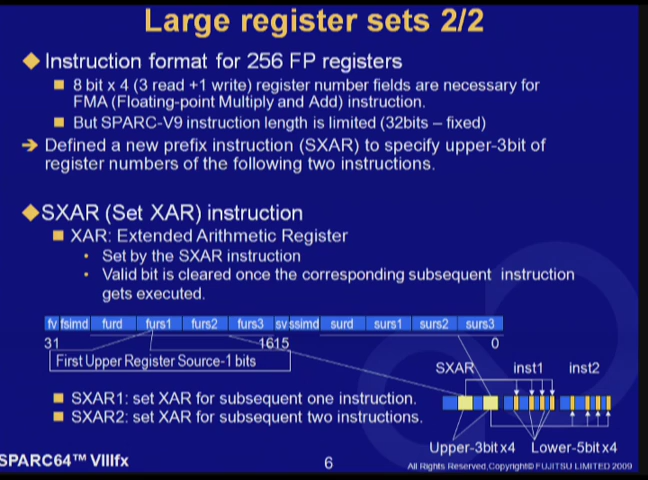 Large register sets 2/2
Instruction format for 256 FP registers
8 bit x 4 (3 read +1 write) register number fields are necessary for
FMA (Floating-point Multiply and Add) instruction.
But SPARC-V9 instruction length is limited (32bits – fixed)
Defined a new prefix instruction (SXAR) to specify upper-3bit of
register numbers of the following two instructions.
SXAR (Set XAR) instruction
XAR: Extended Arithmetic Register
Set by the SXAR instruction
Valid bit is cleared once the corresponding subsequent instruction
gets executed.
fv fsimd furd furs1 furs2 furs3 sv ssimd surd surs1 surs2 surs3
31 1615 0
First Upper Register Source-1 bits
SXAR inst1 inst2
SXAR1: set XAR for subsequent one instruction.
SXAR2: set XAR for subsequent two instructions.
Upper-3bit x4 Lower-5bit x4
SPARC64™ VIIIfx
6
All Rights Reserved,Copyright© FUJITSU LIMITED 2009